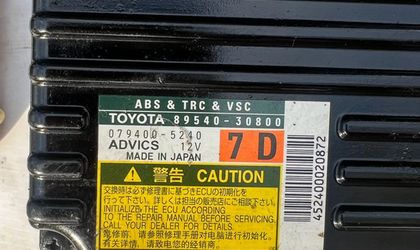 ABS & TRC & VSC
TOYOTA 89540-30800
079400-5240
7D
ADVICS 12V
MADE IN JAPAN
警告 CAUTION
交換時は必ず修理書に基づきECUの初期化を
行って下さい。詳しくは担当の販売店などに
ご相談下さい。
INITIALIZE THE ECU ACCORDING
TO THE REPAIR MANUAL BEFORE SERVICING.
CALL YOUR DEALER FOR DETAILS.
有关详情，请致电您的经销商。
452400020872